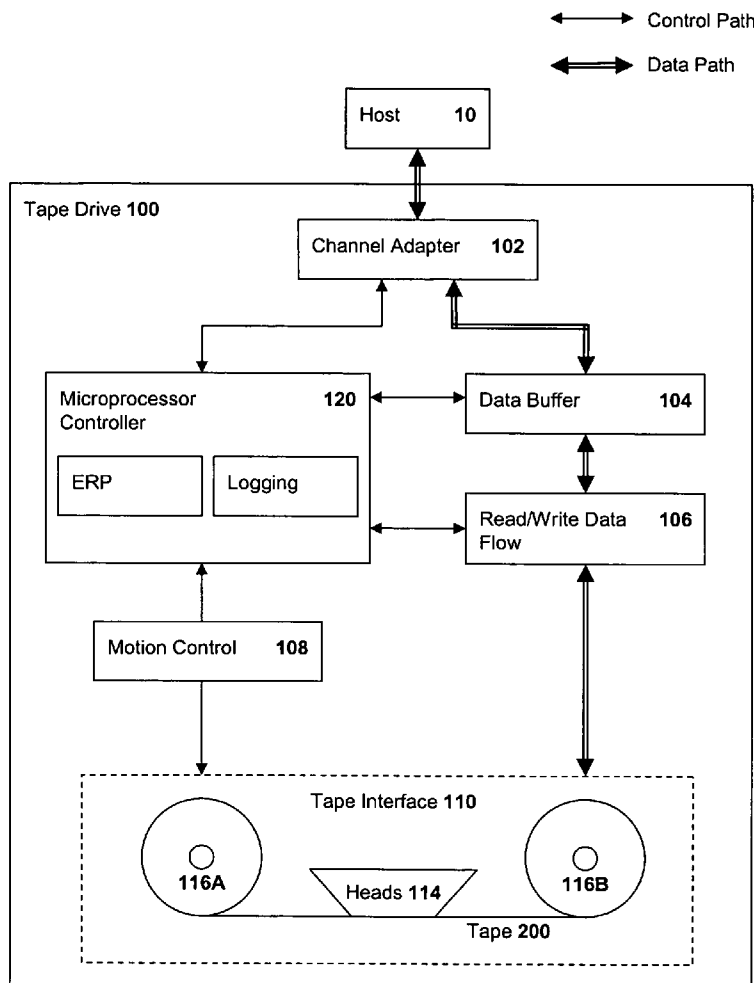 Control Path
Data Path
Host 10
Tape Drive 100
Channel Adapter 102
Microprocessor 120
Controller
Data Buffer 104
ERP
Logging
Read/Write Data 106
Flow
Motion Control 108
Tape Interface 110
116A
Heads 114
116B
Tape 200